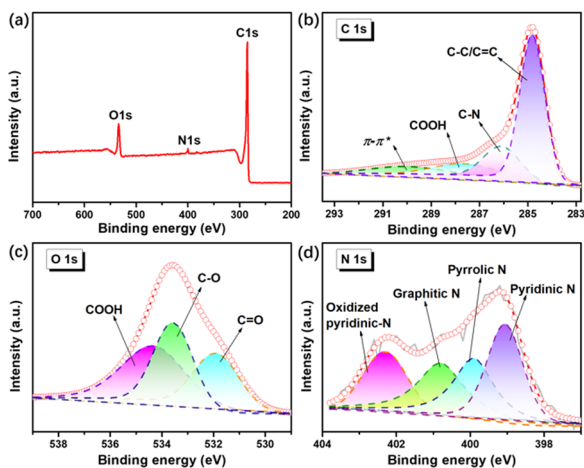 (a)
C1s
O1s
N1s
Intensity (a.u.)
700 600 500 400 300 200
Binding energy (eV)
(b)
C 1s
C-C/C=C
C-N
COOH
π-π*
Intensity (a.u.)
293 291 289 287 285 283
Binding energy (eV)
(c)
O 1s
C-O
COOH
C=O
Intensity (a.u.)
538 536 534 532 530
Binding energy (eV)
(d)
N 1s
Pyrrolic N
Graphitic N
Pyridinic N
Oxidized
pyridinic-N
Intensity (a.u.)
404 402 400 398
Binding energy (eV)